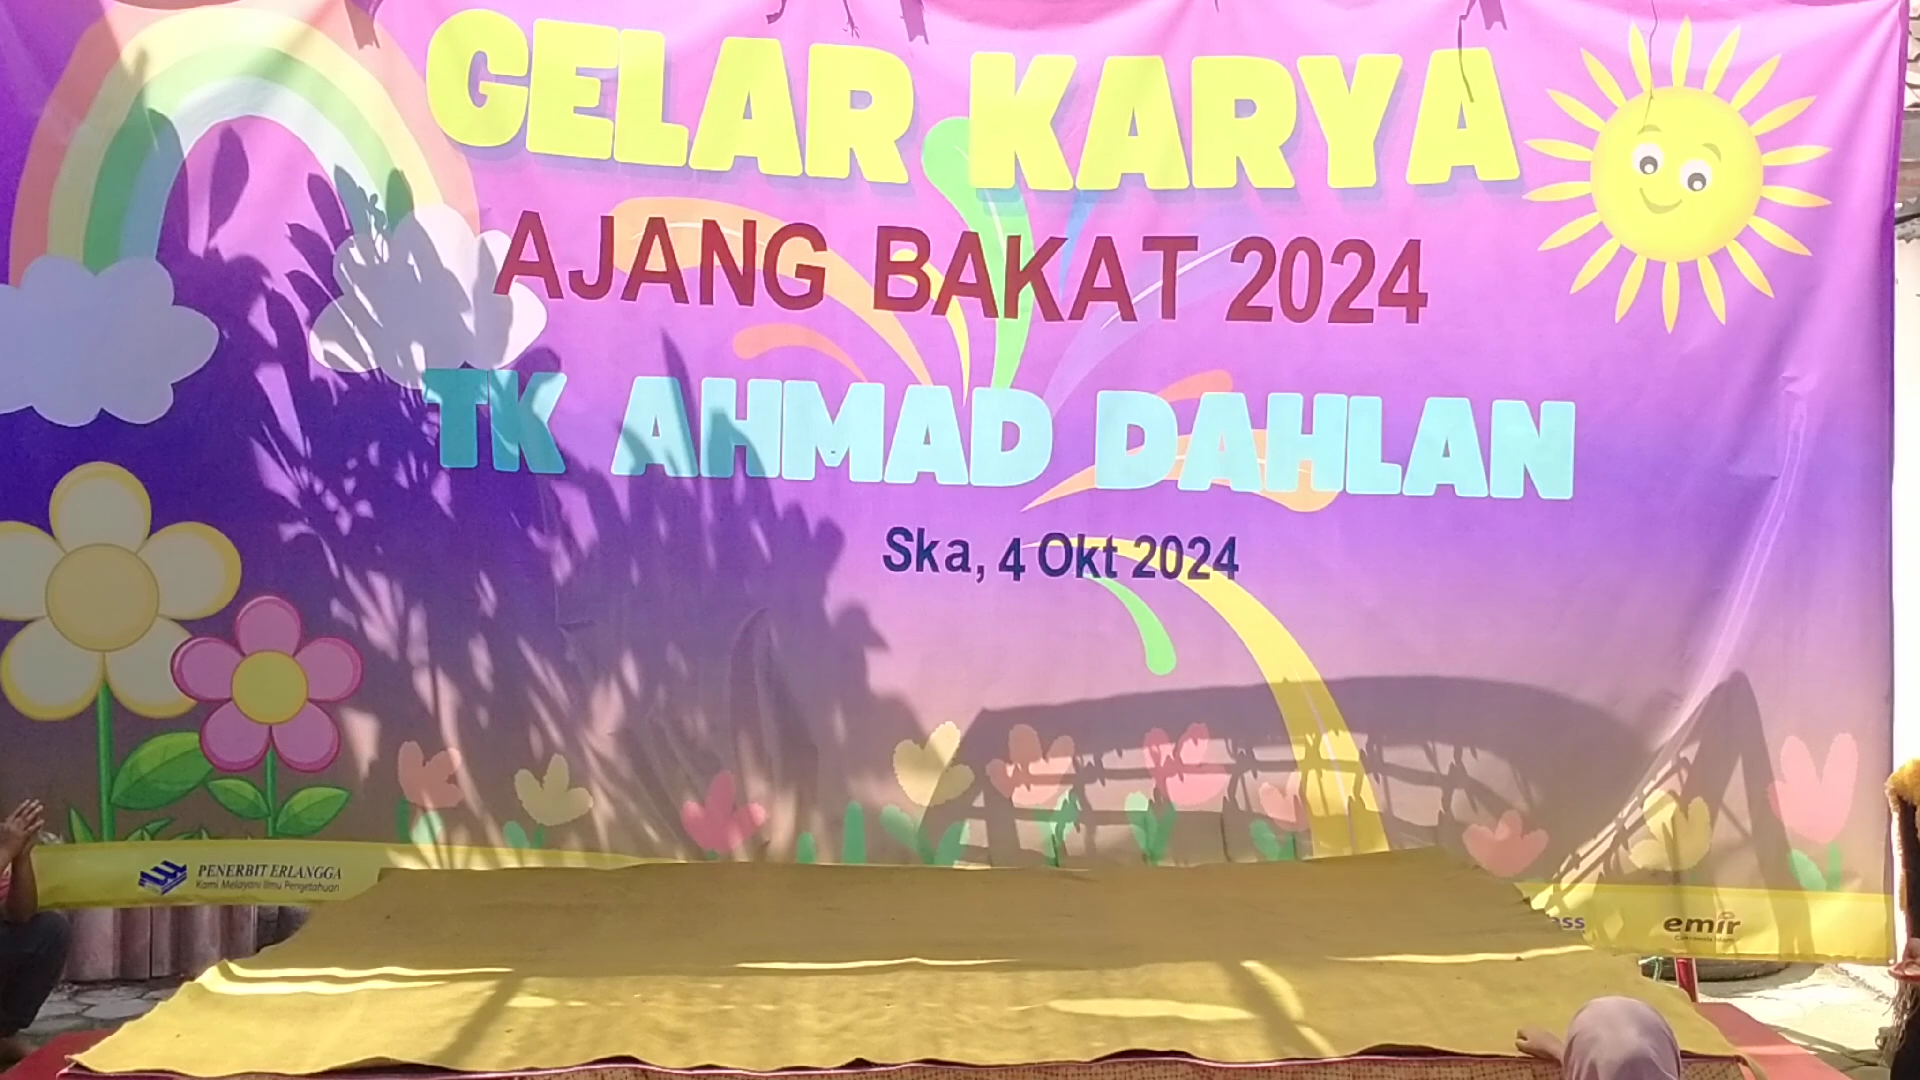 GELAR KARYA
AJANG BAKAT 2024
TK AHMAD DAHLAN
Ska, 4 Okt 2024
PENERBIT ERLANGGA
Kami Melayani Ilmu Pengetahuan
ess
emir